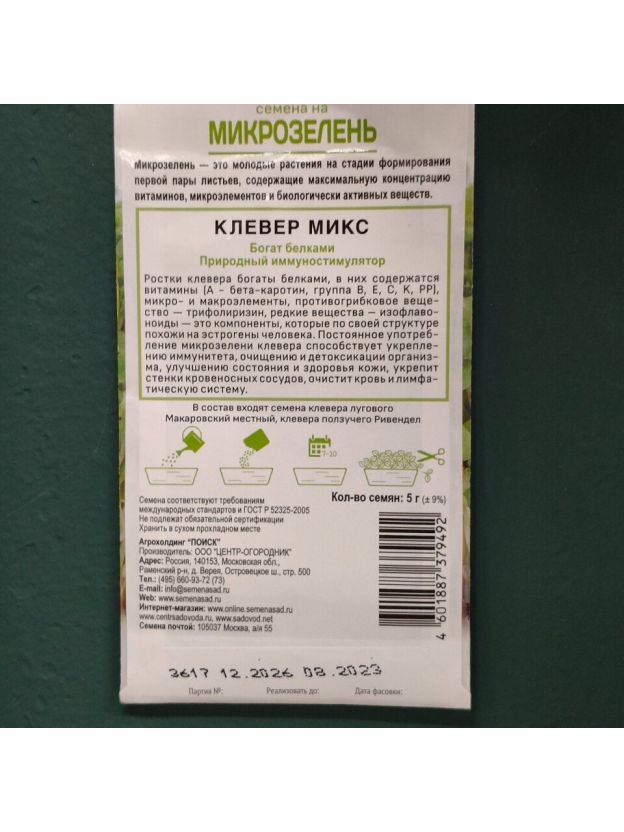 семена на
МИКРОЗЕЛЕНЬ
Микрозелень — это молодые растения на стадии формирования
первой пары листьев, содержащие максимальную концентрацию
витаминов, микроэлементов и биологически активных веществ.
КЛЕВЕР МИКС
Богат белками
Природный иммуностимулятор
Ростки клевера богаты белками, в них содержатся
витамины (А - бета-каротин, группа В, Е, С, К, РР),
микро- и макроэлементы, противогрибковое веще-
ство — трифолиризин, редкие вещества — изофлаво-
ноиды — это компоненты, которые по своей структуре
похожи на эстрогены человека. Постоянное употреб-
ление микрозелени клевера способствует укрепле-
нию иммунитета, очищению и детоксикации организ-
ма, улучшению состояния и здоровья кожи, укрепит
стенки кровеносных сосудов, очистит кровь и лимфа-
тическую систему.
В состав входят семена клевера лугового
Макаровский местный, клевера ползучего Ривендел
7-10
Кол-во семян: 5 г (± 9%)
Семена соответствуют требованиям
международных стандартов и ГОСТ Р 52325-2005
Не подлежат обязательной сертификации
Хранить в сухом прохладном месте
Агрохолдинг "ПОИСК"
Производитель: ООО "ЦЕНТР-ОГОРОДНИК"
Адрес: Россия, 140153, Московская обл.,
Раменский р-н, д. Верея, Островецкое ш., стр. 500
Тел.: (495) 660-93-72 (73)
E-mail: info@semenasad.ru
Web: www.semenasad.ru
Интернет-магазин: www.online.semenasad.ru
www.centrsadovoda.ru, www.sadovod.net
Семена почтой: 105037 Москва, а/я 55
4 601887 379492
3617 12.2026 08.2023
Партия №: Реализовать до: Дата фасовки: